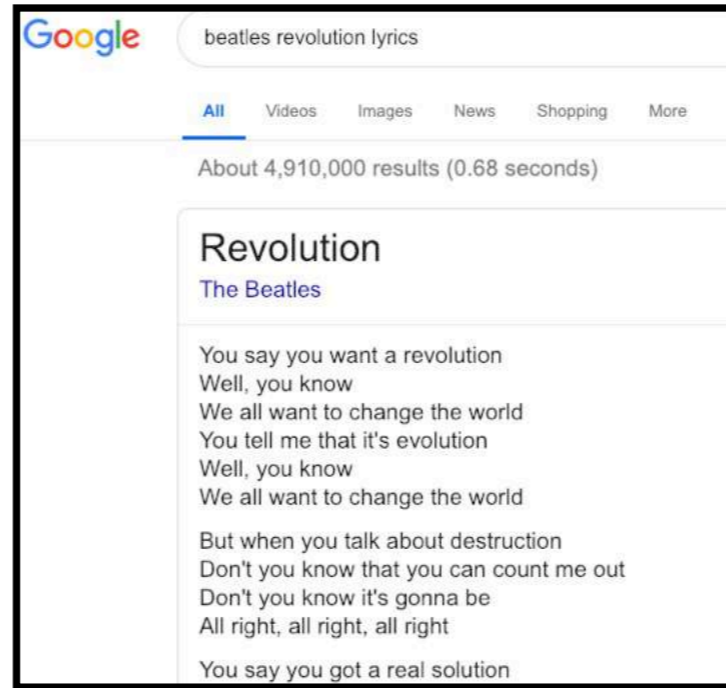 Google
beatles revolution lyrics
All Videos Images News Shopping More
About 4,910,000 results (0.68 seconds)
Revolution
The Beatles
You say you want a revolution
Well, you know
We all want to change the world
You tell me that it's evolution
Well, you know
We all want to change the world
But when you talk about destruction
Don't you know that you can count me out
Don't you know it's gonna be
All right, all right, all right
You say you got a real solution